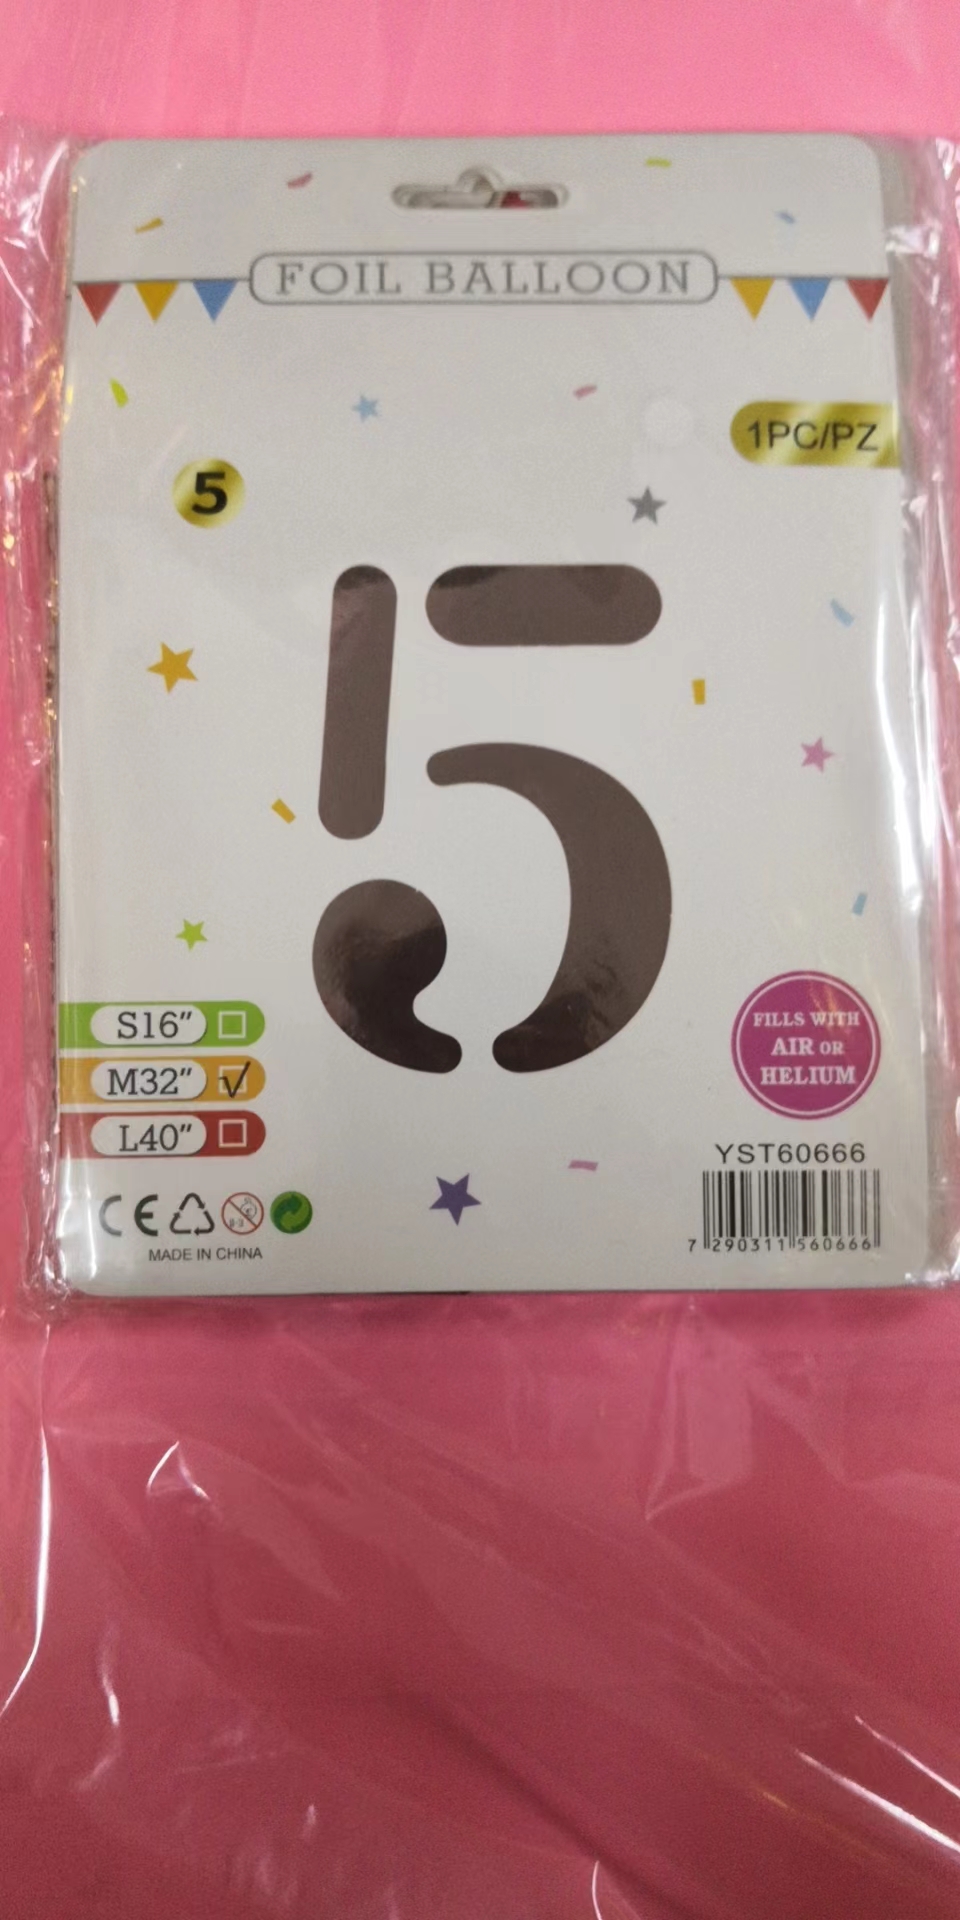 FOIL BALLOON
1PC/PZ
5
5
S16"
M32" √
L40"
FILLS WITH
AIR OR
HELIUM
YST60666
7 290311 560666
CE
MADE IN CHINA